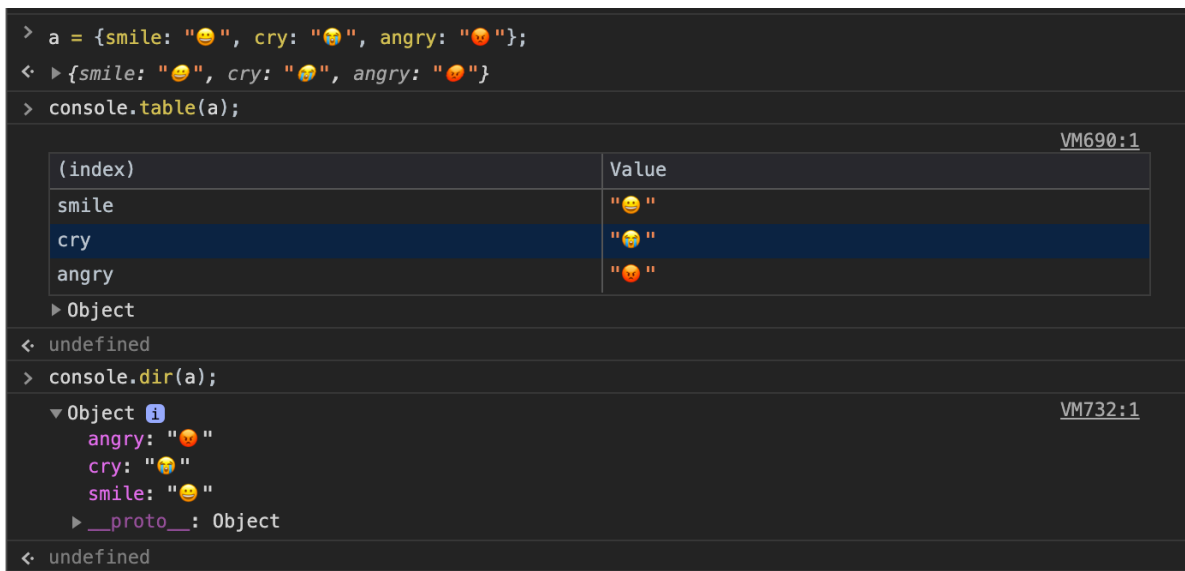 > a = {smile: "😀", cry: "😭", angry: "😡"};
{smile: "😀", cry: "😭", angry: "😡"}
> console.table(a);
VM690:1
(index) Value
smile "😀"
cry "😭"
angry "😡"
Object
undefined
> console.dir(a);
Object i VM732:1
angry: "😡"
cry: "😭"
smile: "😀"
__proto__: Object
undefined